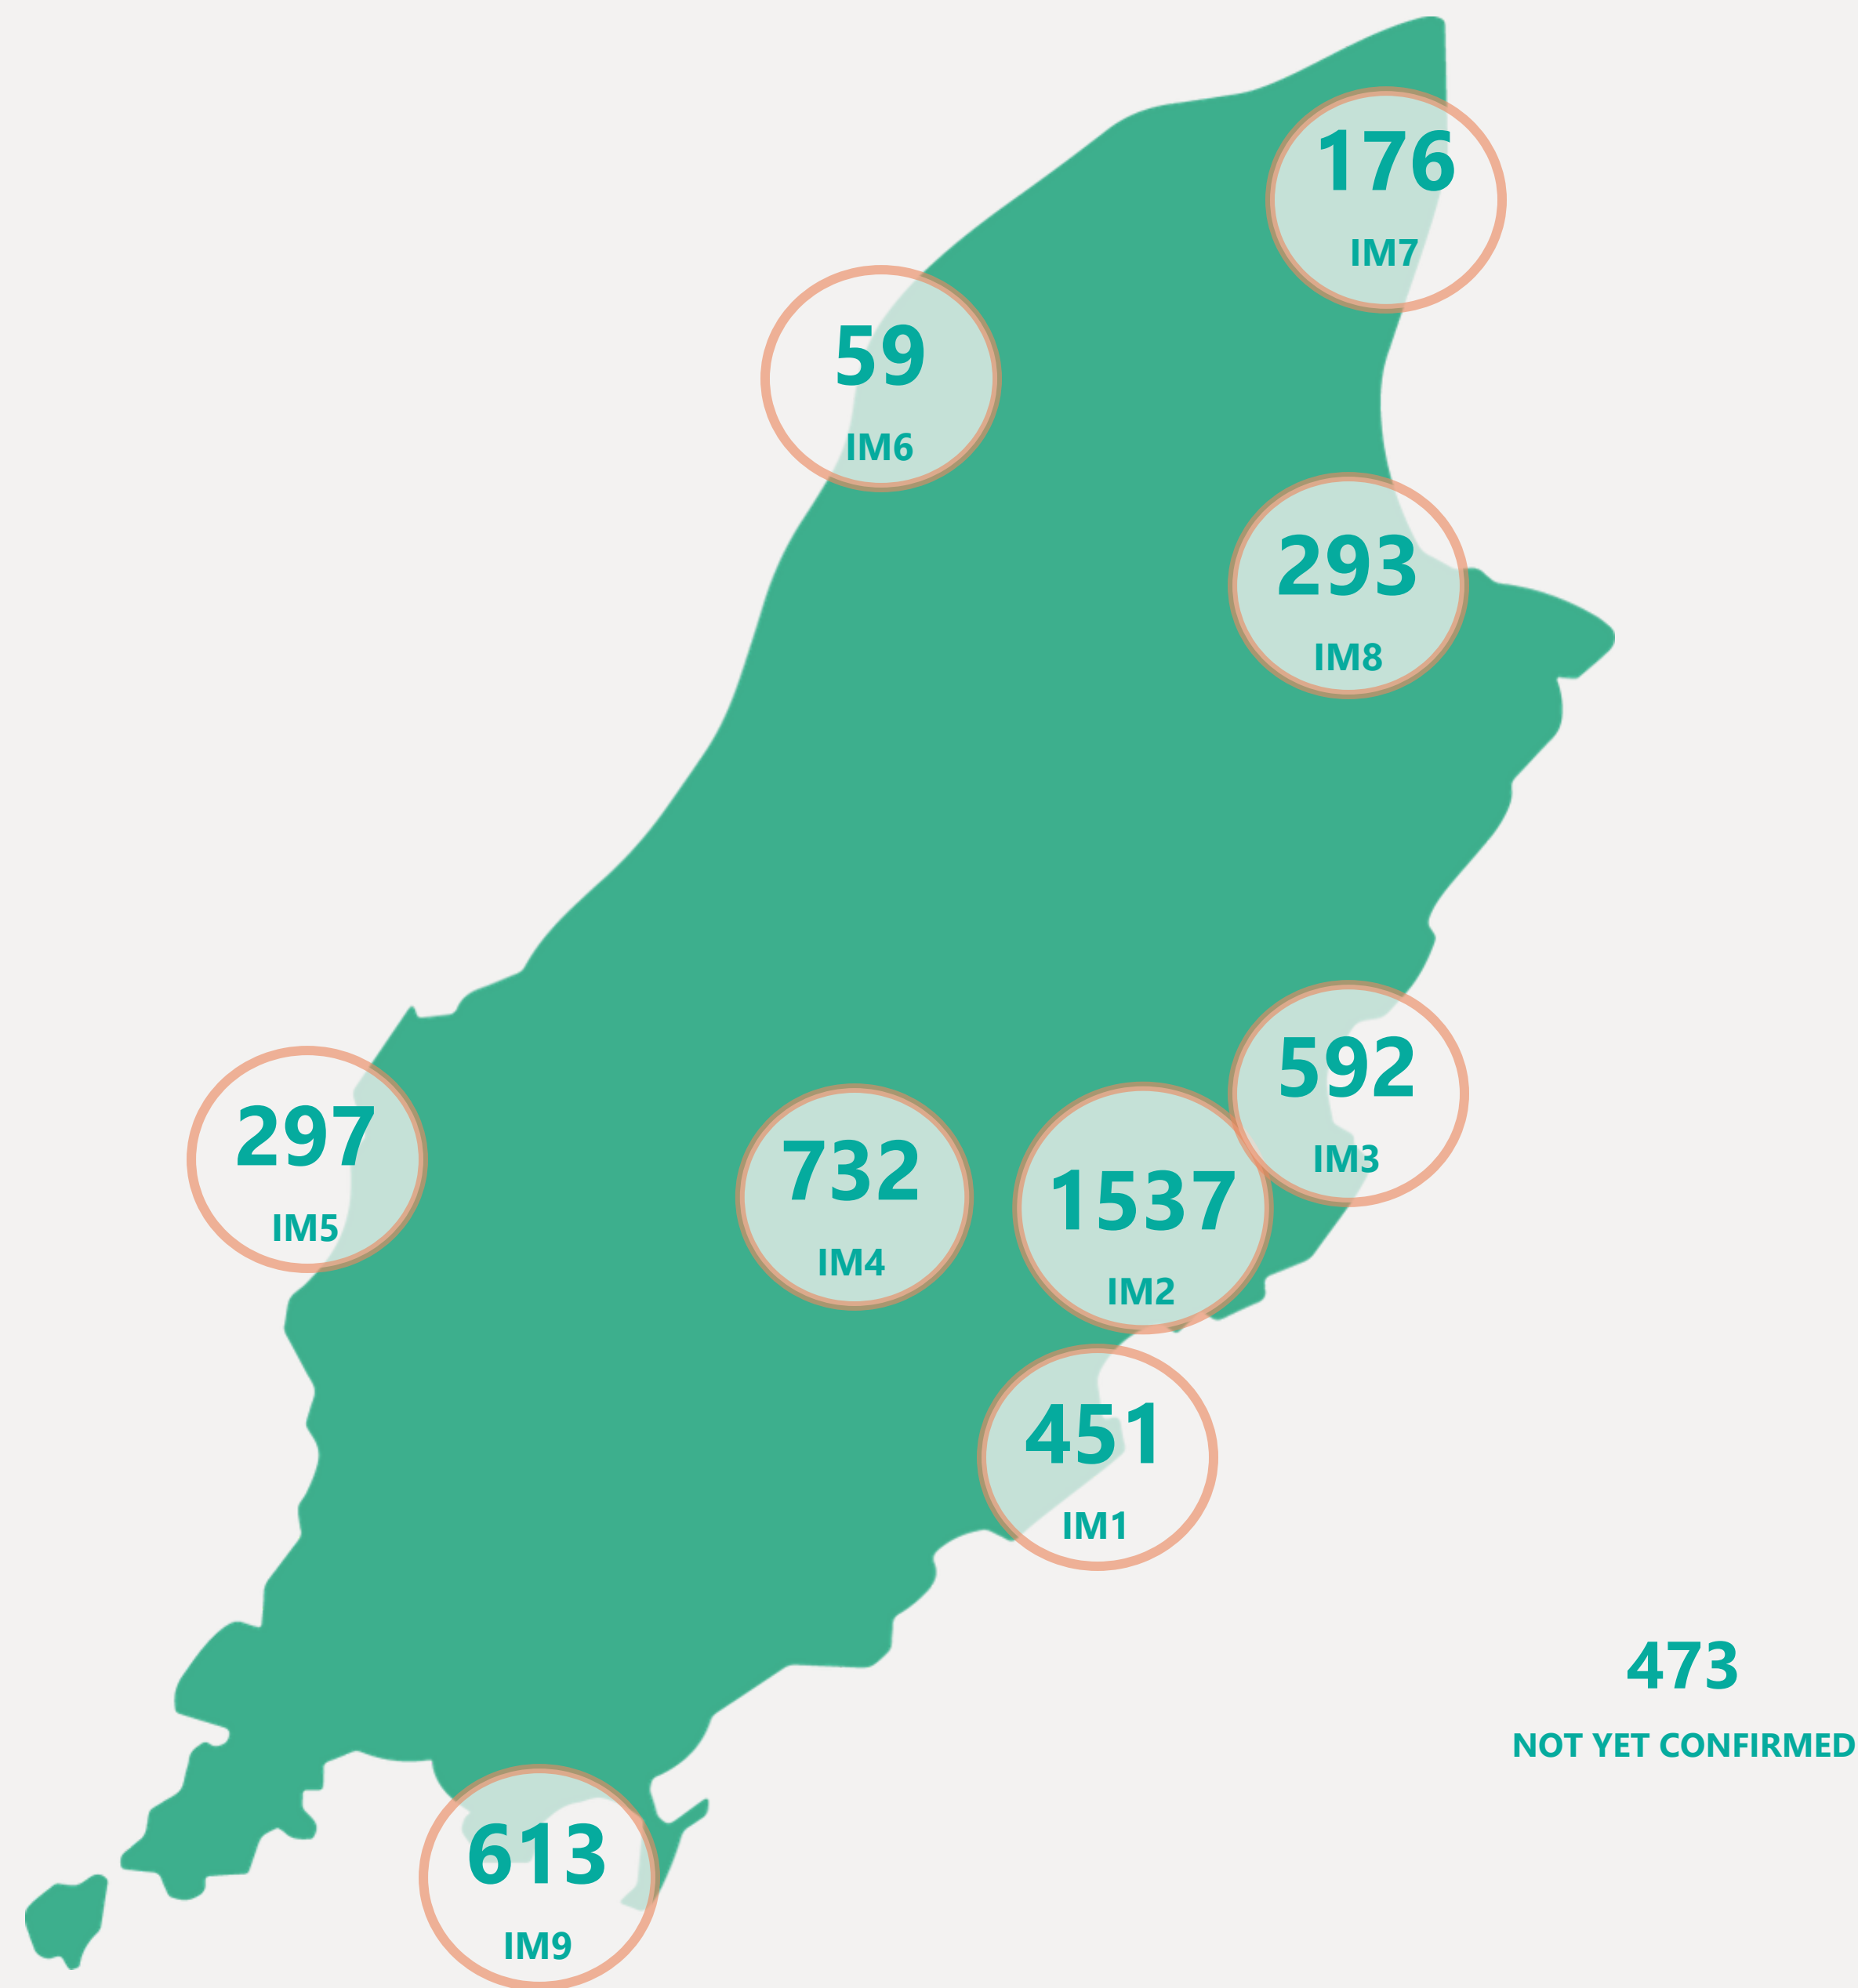 176
IM7
59
IM6
293
IM8
592
IM3
297
IM5
732
IM4
1537
IM2
451
IM1
473
NOT YET CONFIRMED
613
IM9